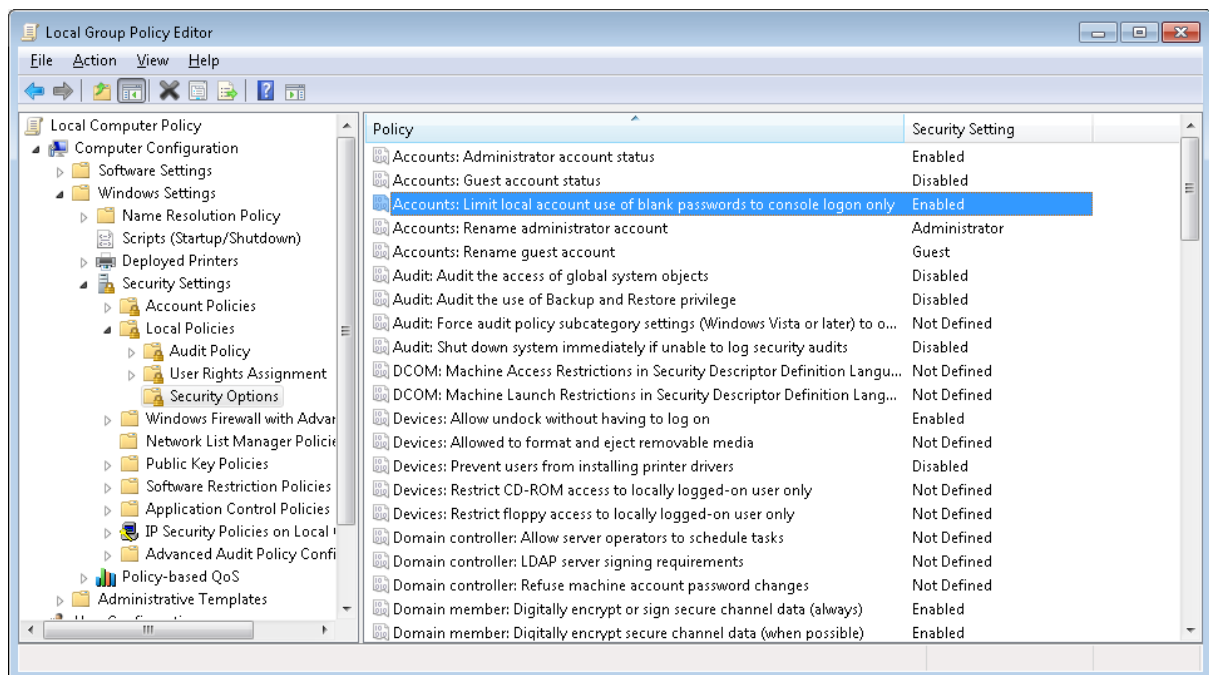 Local Group Policy Editor
File Action View Help
Local Computer Policy
Computer Configuration
Software Settings
Windows Settings
Name Resolution Policy
Scripts (Startup/Shutdown)
Deployed Printers
Security Settings
Account Policies
Local Policies
Audit Policy
User Rights Assignment
Security Options
Windows Firewall with Advar
Network List Manager Policie
Public Key Policies
Software Restriction Policies
Application Control Policies
IP Security Policies on Local
Advanced Audit Policy Confi
Policy-based QoS
Administrative Templates
Policy Security Setting
Accounts: Administrator account status Enabled
Accounts: Guest account status Disabled
Accounts: Limit local account use of blank passwords to console logon only Enabled
Accounts: Rename administrator account Administrator
Accounts: Rename guest account Guest
Audit: Audit the access of global system objects Disabled
Audit: Audit the use of Backup and Restore privilege Disabled
Audit: Force audit policy subcategory settings (Windows Vista or later) to o... Not Defined
Audit: Shut down system immediately if unable to log security audits Disabled
DCOM: Machine Access Restrictions in Security Descriptor Definition Langu... Not Defined
DCOM: Machine Launch Restrictions in Security Descriptor Definition Lang... Not Defined
Devices: Allow undock without having to log on Enabled
Devices: Allowed to format and eject removable media Not Defined
Devices: Prevent users from installing printer drivers Disabled
Devices: Restrict CD-ROM access to locally logged-on user only Not Defined
Devices: Restrict floppy access to locally logged-on user only Not Defined
Domain controller: Allow server operators to schedule tasks Not Defined
Domain controller: LDAP server signing requirements Not Defined
Domain controller: Refuse machine account password changes Not Defined
Domain member: Digitally encrypt or sign secure channel data (always) Enabled
Domain member: Digitally encrypt secure channel data (when possible) Enabled